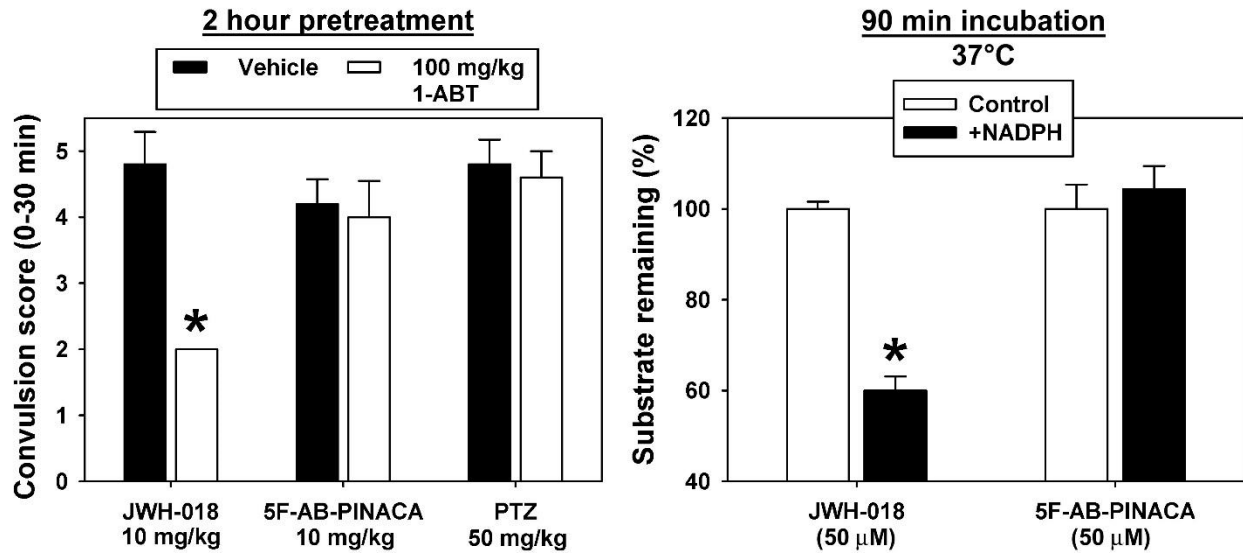 2 hour pretreatment
Vehicle 100 mg/kg
1-ABT
Convulsion score (0-30 min)
5
4
3
2
1
0
*
JWH-018 5F-AB-PINACA PTZ
10 mg/kg 10 mg/kg 50 mg/kg
90 min incubation
37°C
Control
+NADPH
Substrate remaining (%)
120
100
80
60
40
*
JWH-018 5F-AB-PINACA
(50 μM) (50 μM)